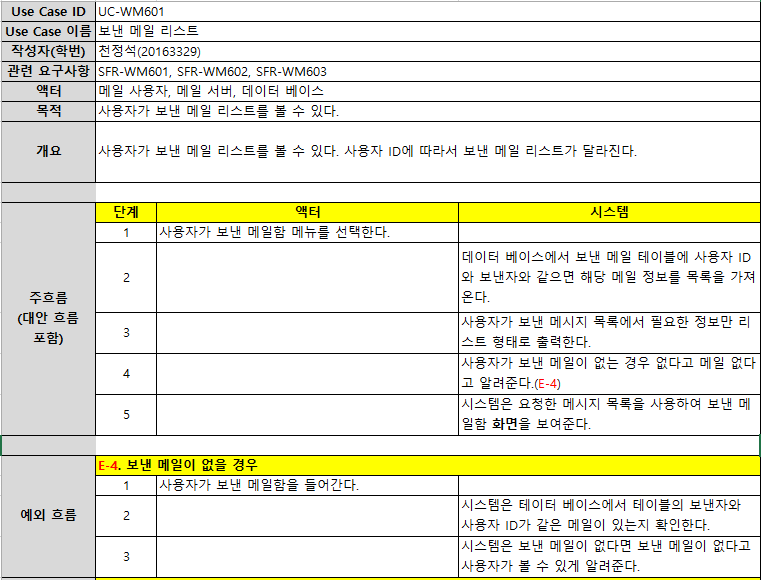 Use Case ID UC-WM601
Use Case 이름 보낸 메일 리스트
작성자(학번) 천정석(20163329)
관련 요구사항 SFR-WM601, SFR-WM602, SFR-WM603
액터 메일 사용자, 메일 서버, 데이터 베이스
목적 사용자가 보낸 메일 리스트를 볼 수 있다.
개요 사용자가 보낸 메일 리스트를 볼 수 있다. 사용자 ID에 따라서 보낸 메일 리스트가 달라진다.
주흐름
(대안 흐름
포함)
단계 액터 시스템
1 사용자가 보낸 메일함 메뉴를 선택한다.
2 데이터 베이스에서 보낸 메일 테이블에 사용자 ID
와 보낸자와 같으면 해당 메일 정보를 목록을 가져
온다.
3 사용자가 보낸 메시지 목록에서 필요한 정보만 리
스트 형태로 출력한다.
4 사용자가 보낸 메일이 없는 경우 없다고 메일 없다
고 알려준다.(E-4)
5 시스템은 요청한 메시지 목록을 사용하여 보낸 메
일함 화면을 보여준다.
예외 흐름
E-4. 보낸 메일이 없을 경우
1 사용자가 보낸 메일함을 들어간다.
2 시스템은 테이터 베이스에서 테이블의 보낸자와
사용자 ID가 같은 메일이 있는지 확인한다.
3 시스템은 보낸 메일이 없다면 보낸 메일이 없다고
사용자가 볼 수 있게 알려준다.